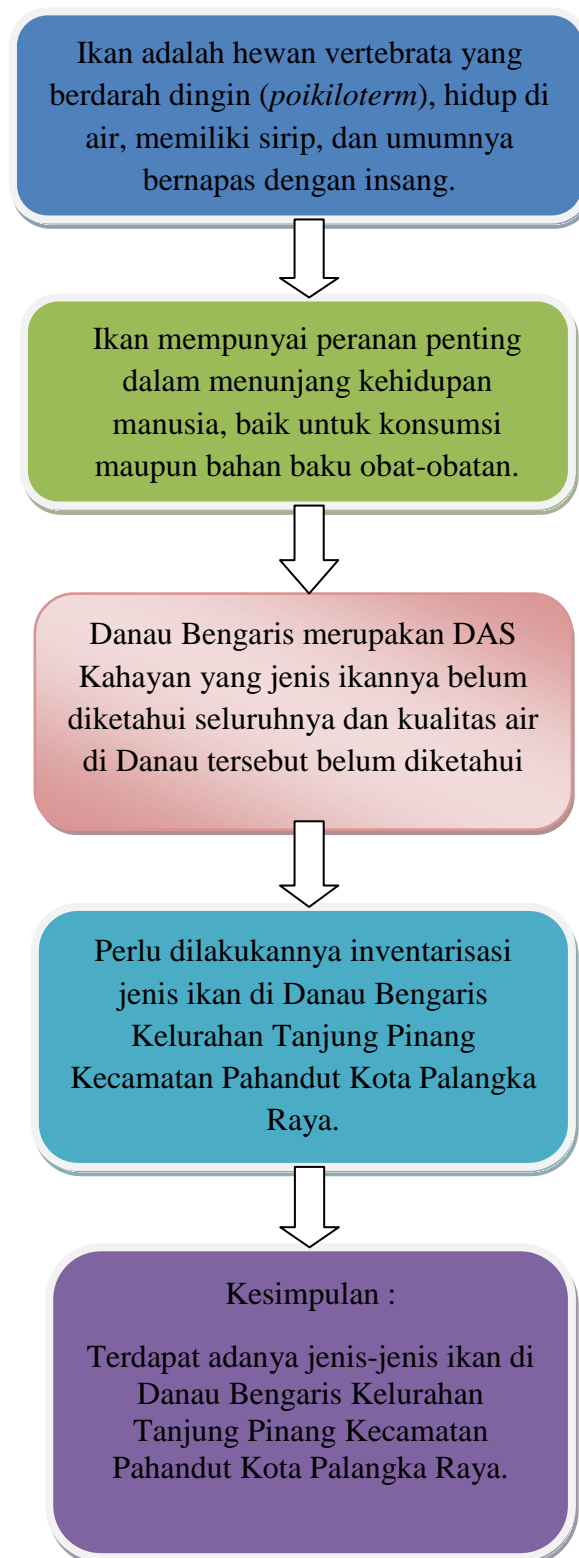 Ikan adalah hewan vertebrata yang
berdarah dingin (poikiloterm), hidup di
air, memiliki sirip, dan umumnya
bernapas dengan insang.
Ikan mempunyai peranan penting
dalam menunjang kehidupan
manusia, baik untuk konsumsi
maupun bahan baku obat-obatan.
Danau Bengaris merupakan DAS
Kahayan yang jenis ikannya belum
diketahui seluruhnya dan kualitas air
di Danau tersebut belum diketahui
Perlu dilakukannya inventarisasi
jenis ikan di Danau Bengaris
Kelurahan Tanjung Pinang
Kecamatan Pahandut Kota Palangka
Raya.
Kesimpulan :
Terdapat adanya jenis-jenis ikan di
Danau Bengaris Kelurahan
Tanjung Pinang Kecamatan
Pahandut Kota Palangka Raya.